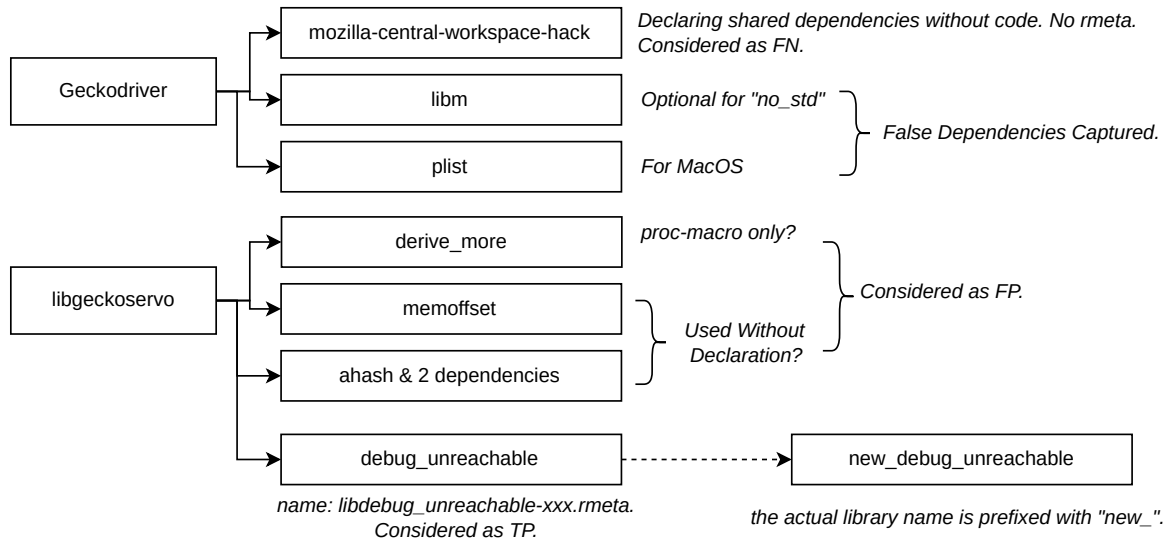 mozilla-central-workspace-hack
Declaring shared dependencies without code. No rmeta.
Considered as FN.
Geckodriver
libm
Optional for "no_std"
False Dependencies Captured.
plist
For MacOS
derive_more
proc-macro only?
libgeckoservo
memoffset
Considered as FP.
Used Without
Declaration?
ahash & 2 dependencies
debug_unreachable
new_debug_unreachable
name: libdebug_unreachable-xxx.rmeta.
Considered as TP.
the actual library name is prefixed with "new_".